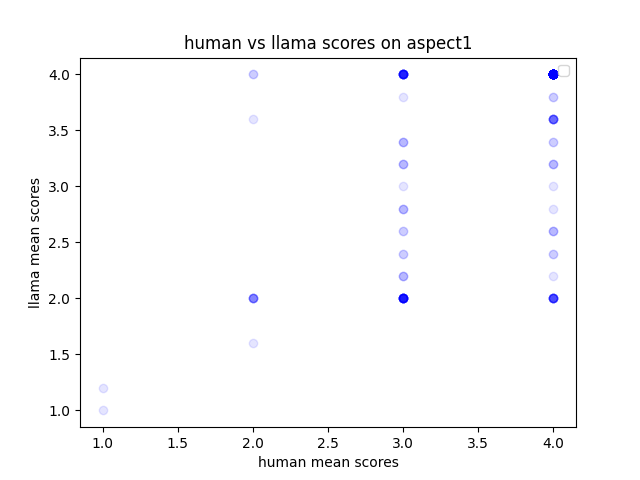 human vs llama scores on aspect1
llama mean scores
4.0
3.5
3.0
2.5
2.0
1.5
1.0
1.0 1.5 2.0 2.5 3.0 3.5 4.0
human mean scores